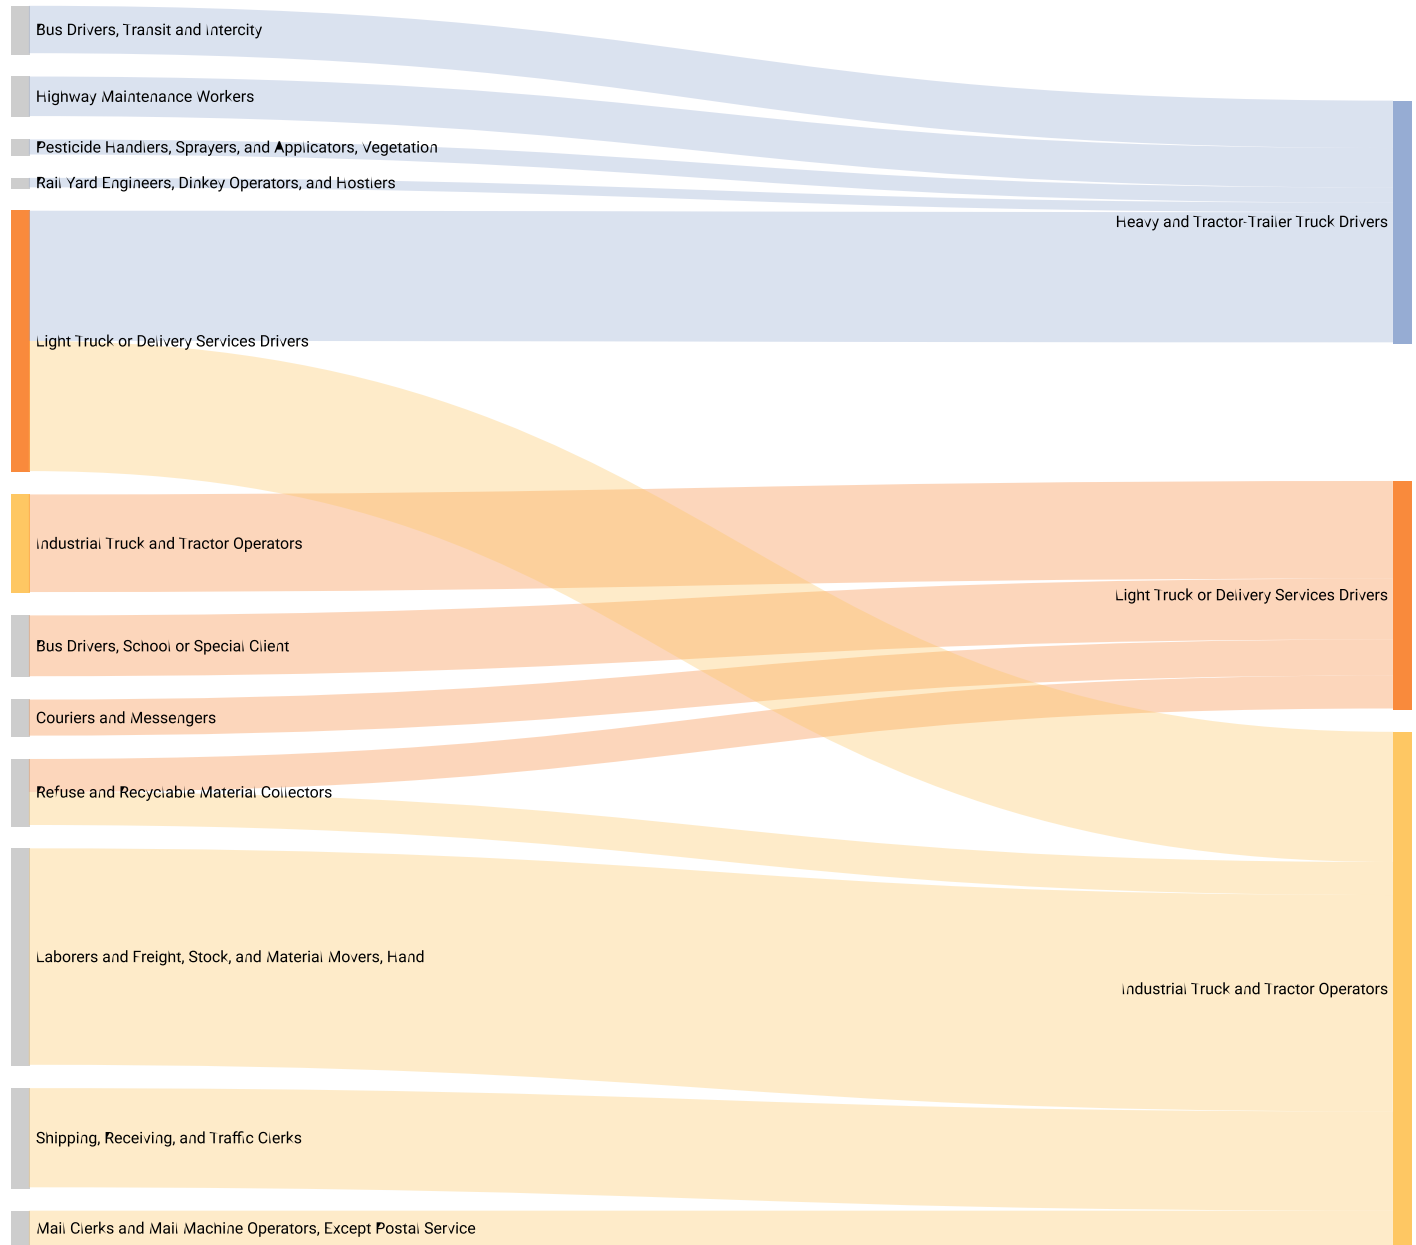 Bus Drivers, Transit and Intercity
Highway Maintenance Workers
Pesticide Handlers, Sprayers, and Applicators, Vegetation
Rail Yard Engineers, Dinkey Operators, and Hostlers
Heavy and Tractor-Trailer Truck Drivers
Light Truck or Delivery Services Drivers
Industrial Truck and Tractor Operators
Light Truck or Delivery Services Drivers
Bus Drivers, School or Special Client
Couriers and Messengers
Refuse and Recyclable Material Collectors
Laborers and Freight, Stock, and Material Movers, Hand
Industrial Truck and Tractor Operators
Shipping, Receiving, and Traffic Clerks
Mail Clerks and Mail Machine Operators, Except Postal Service